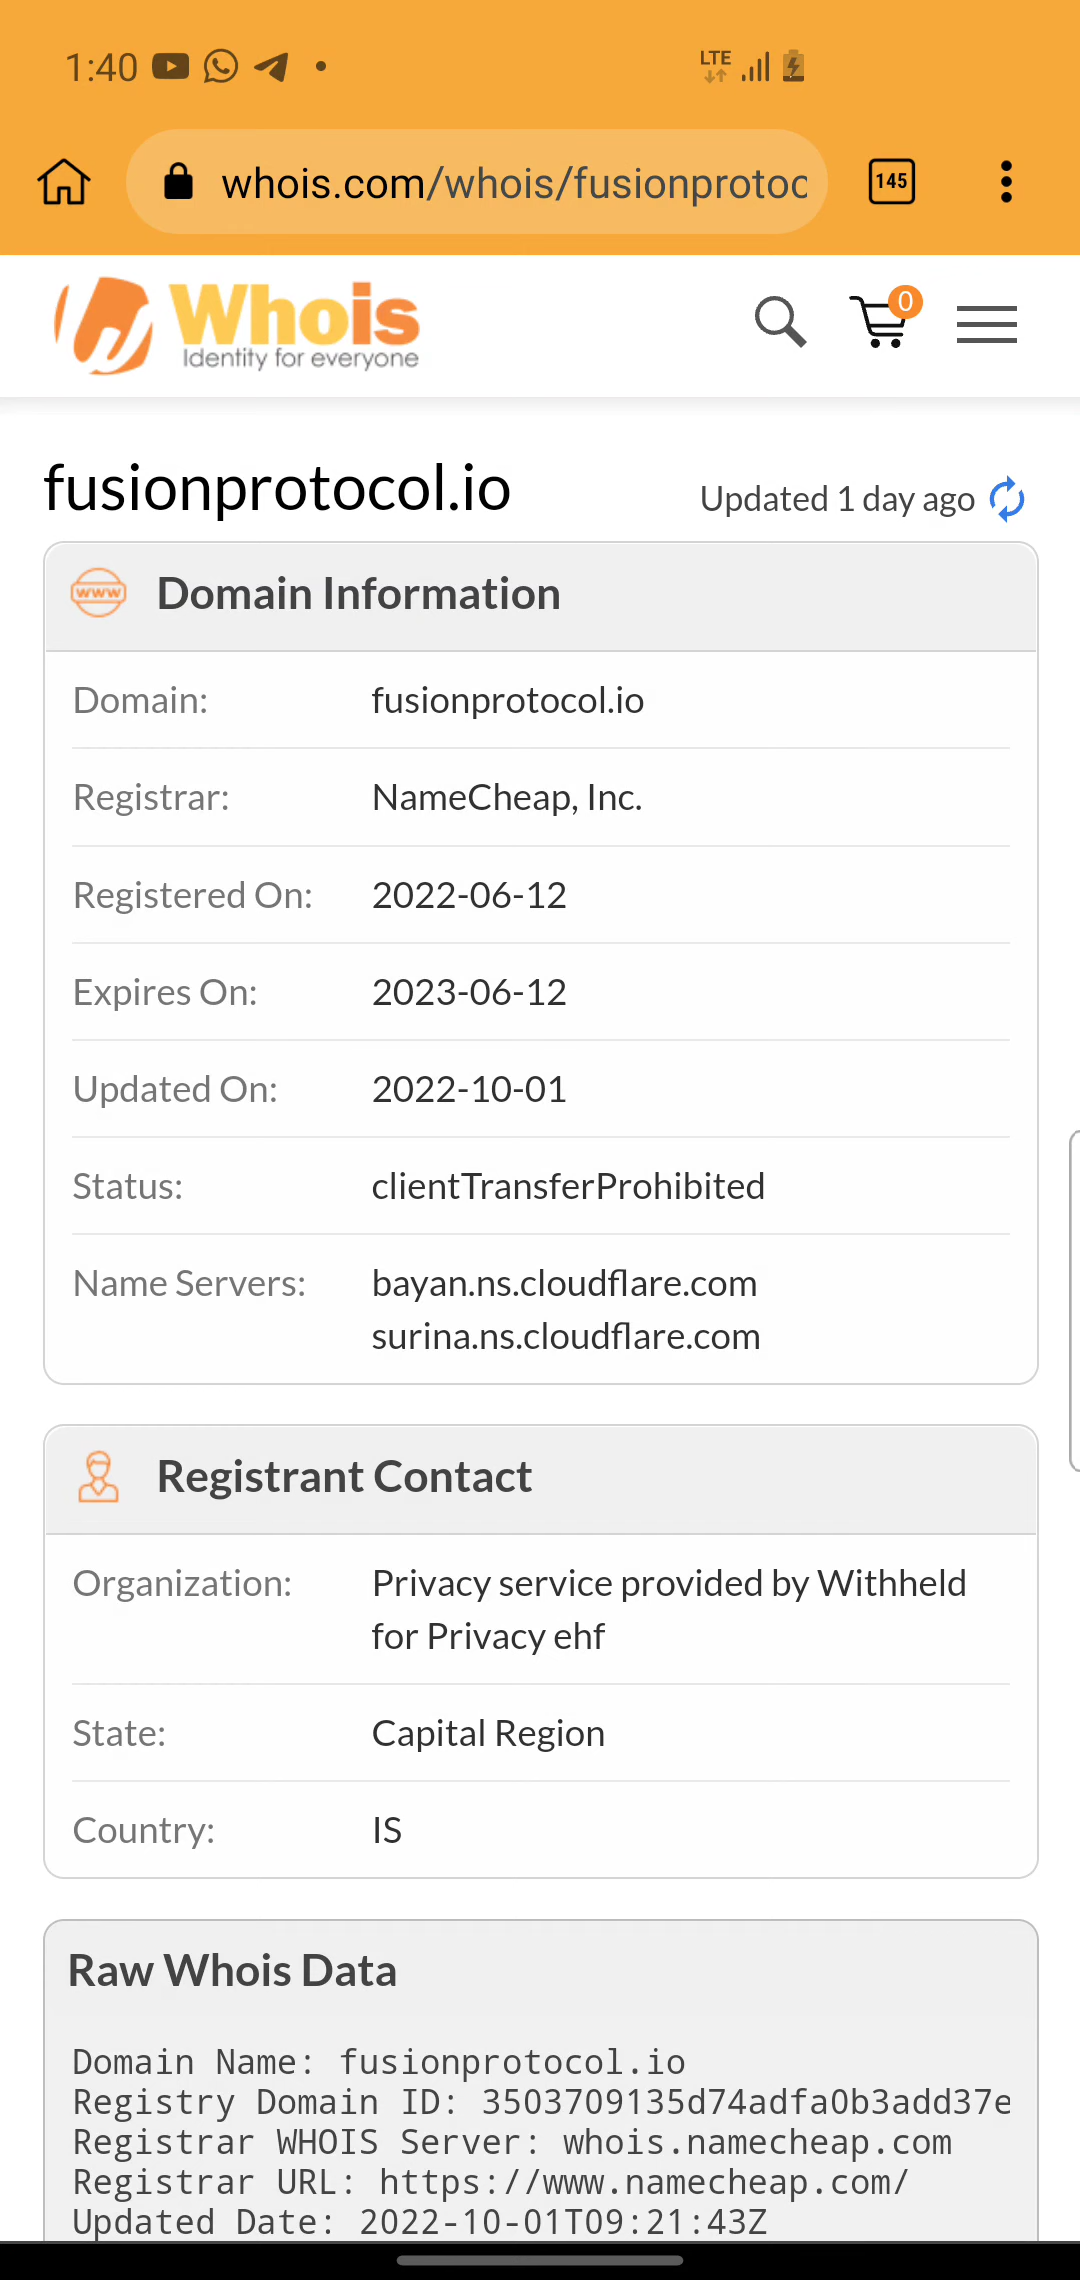 1:40
LTE
whois.com/whois/fusionprotoc
145
Whois
Identity for everyone
0
fusionprotocol.io
Updated 1 day ago
www
Domain Information
Domain: fusionprotocol.io
Registrar: NameCheap, Inc.
Registered On: 2022-06-12
Expires On: 2023-06-12
Updated On: 2022-10-01
Status: clientTransferProhibited
Name Servers: bayan.ns.cloudflare.com
surina.ns.cloudflare.com
Registrant Contact
Organization: Privacy service provided by Withheld
for Privacy ehf
State: Capital Region
Country: IS
Raw Whois Data
Domain Name: fusionprotocol.io
Registry Domain ID: 3503709135d74adfa0b3add37e
Registrar WHOIS Server: whois.namecheap.com
Registrar URL: https://www.namecheap.com/
Updated Date: 2022-10-01T09:21:43Z